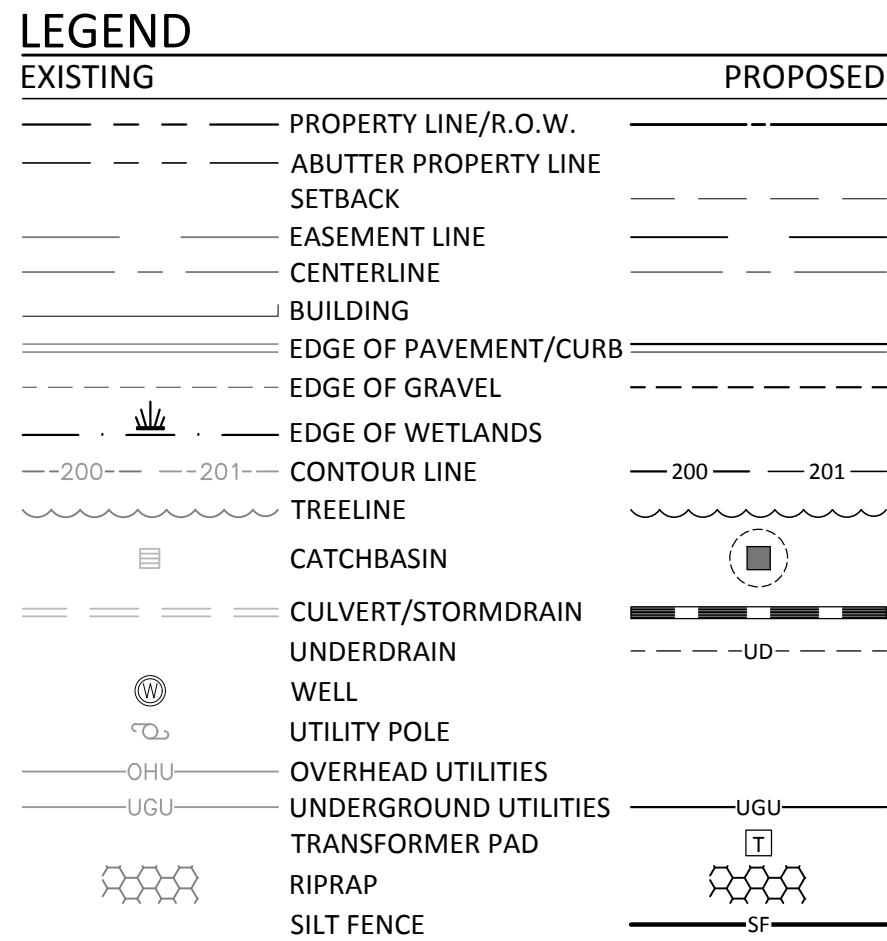 LEGEND
EXISTING PROPOSED
PROPERTY LINE/R.O.W.
ABUTTER PROPERTY LINE
SETBACK
EASEMENT LINE
CENTERLINE
BUILDING
EDGE OF PAVEMENT/CURB
EDGE OF GRAVEL
EDGE OF WETLANDS
200 201 CONTOUR LINE 200 201
TREELINE
CATCHBASIN
CULVERT/STORMDRAIN
UNDERDRAIN UD
W WELL
UTILITY POLE
OHU OVERHEAD UTILITIES
UGU UNDERGROUND UTILITIES UGU
TRANSFORMER PAD T
RIPRAP
SILT FENCE SF